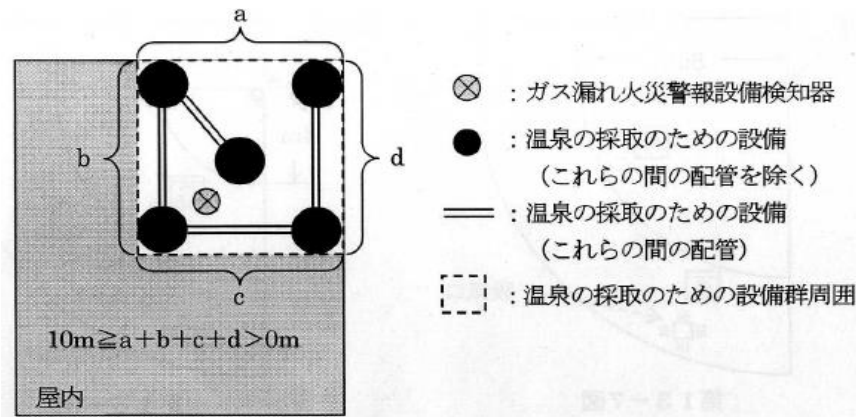 a
b
d
c
10m≧a+b+c+d>0m
屋内
：ガス漏れ火災警報設備検知器
：温泉の採取のための設備
（これらの間の配管を除く）
：温泉の採取のための設備
（これらの間の配管）
：温泉の採取のための設備群周囲